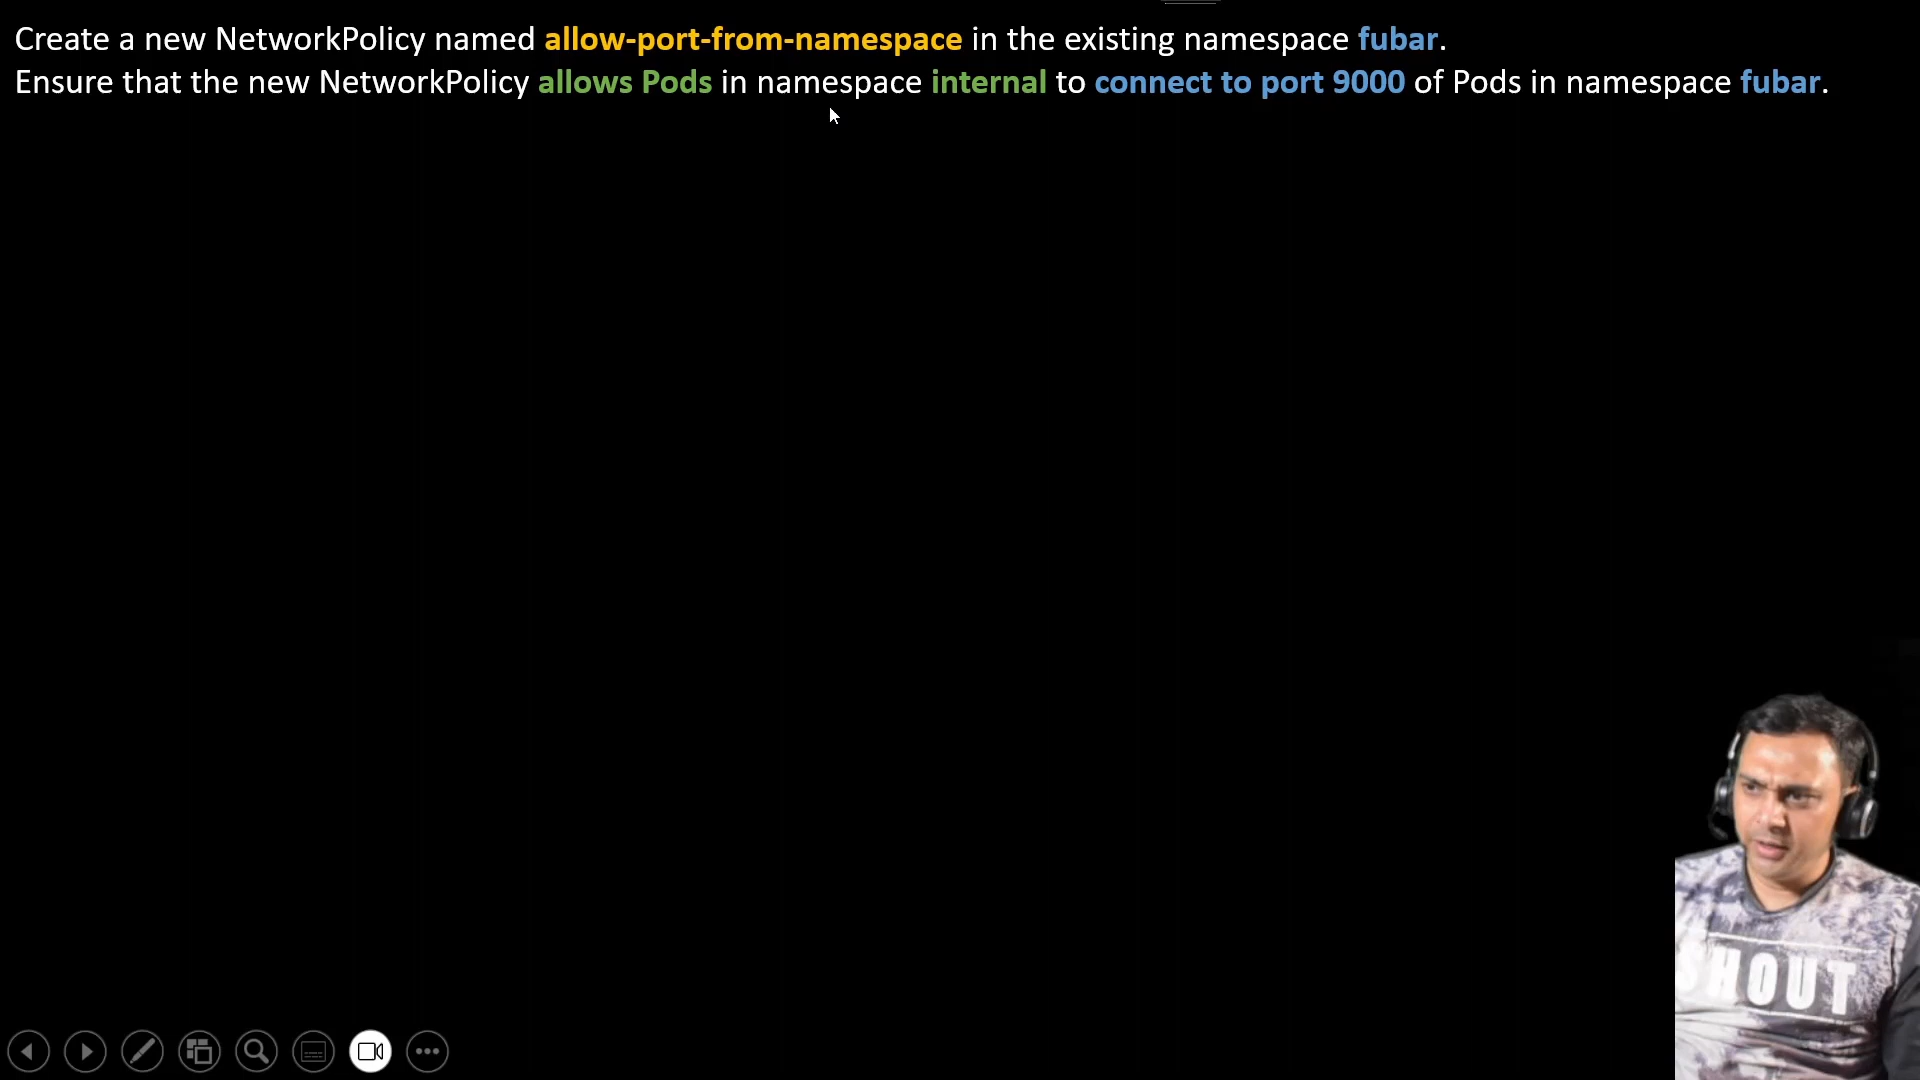 Create a new NetworkPolicy named allow-port-from-namespace in the existing namespace fubar.
Ensure that the new NetworkPolicy allows Pods in namespace internal to connect to port 9000 of Pods in namespace fubar.
SHOUT